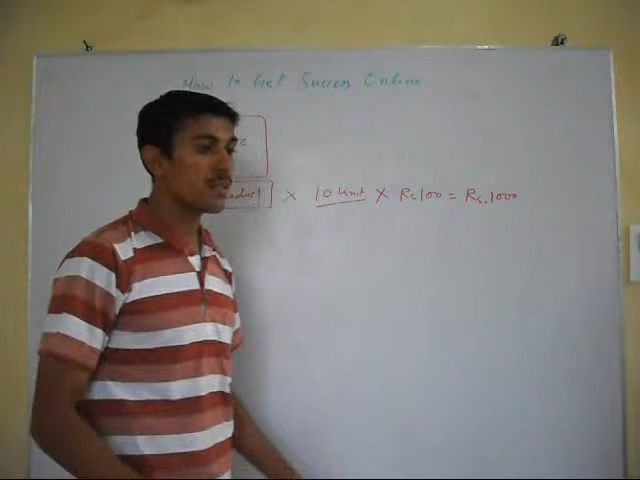 How to Get Success Online
× 10 Unit × Rs 100 = Rs. 1000